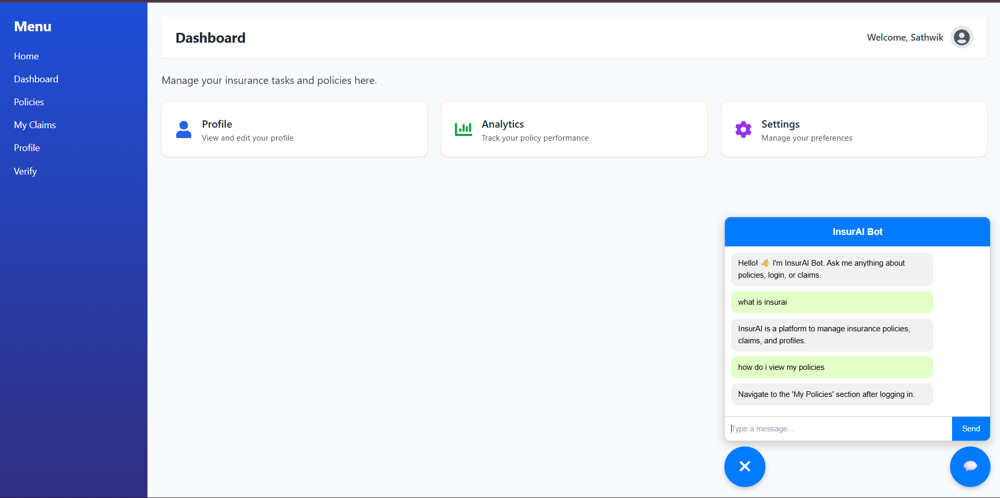 Menu
Home
Dashboard
Policies
My Claims
Profile
Verify
Dashboard
Welcome, Sathwik
Manage your insurance tasks and policies here.
Profile
View and edit your profile
Analytics
Track your policy performance
Settings
Manage your preferences
InsurAI Bot
Hello! 👋 I'm InsurAI Bot. Ask me anything about
policies, login, or claims.
what is insurai
InsurAI is a platform to manage insurance policies,
claims, and profiles.
how do i view my policies
Navigate to the 'My Policies' section after logging in.
Type a message...
Send